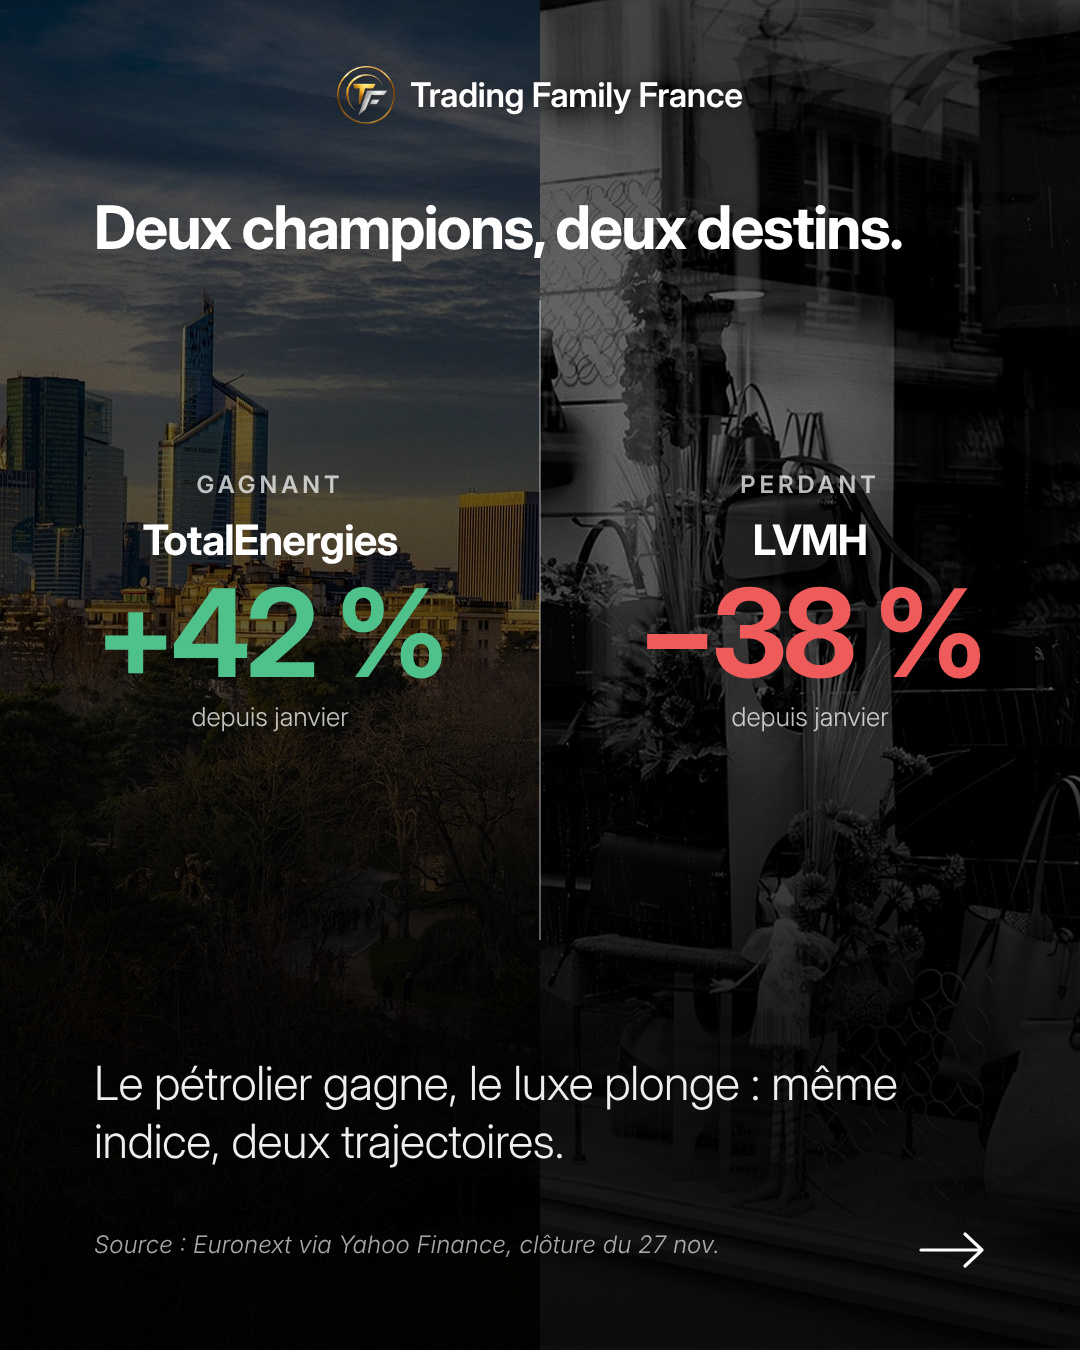 Trading Family France
Deux champions, deux destins.
GAGNANT
TotalEnergies
+42 %
depuis janvier
PERDANT
LVMH
−38 %
depuis janvier
Le pétrolier gagne, le luxe plonge : même
indice, deux trajectoires.
Source : Euronext via Yahoo Finance, clôture du 27 nov.